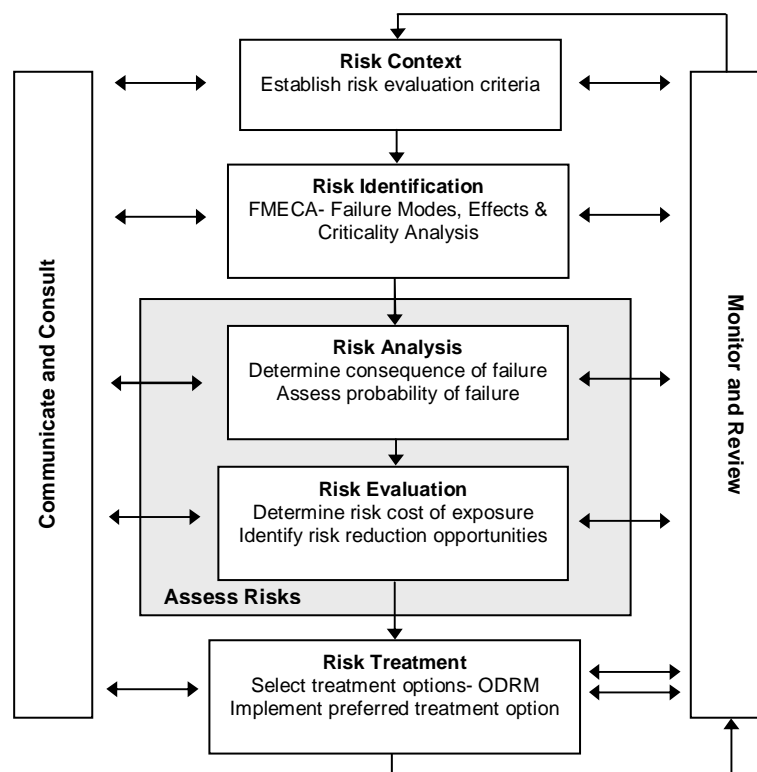 Risk Context
Establish risk evaluation criteria
Risk Identification
FMECA- Failure Modes, Effects &
Criticality Analysis
Risk Analysis
Determine consequence of failure
Assess probability of failure
Risk Evaluation
Determine risk cost of exposure
Identify risk reduction opportunities
Assess Risks
Risk Treatment
Select treatment options- ODRM
Implement preferred treatment option
Communicate and Consult
Monitor and Review